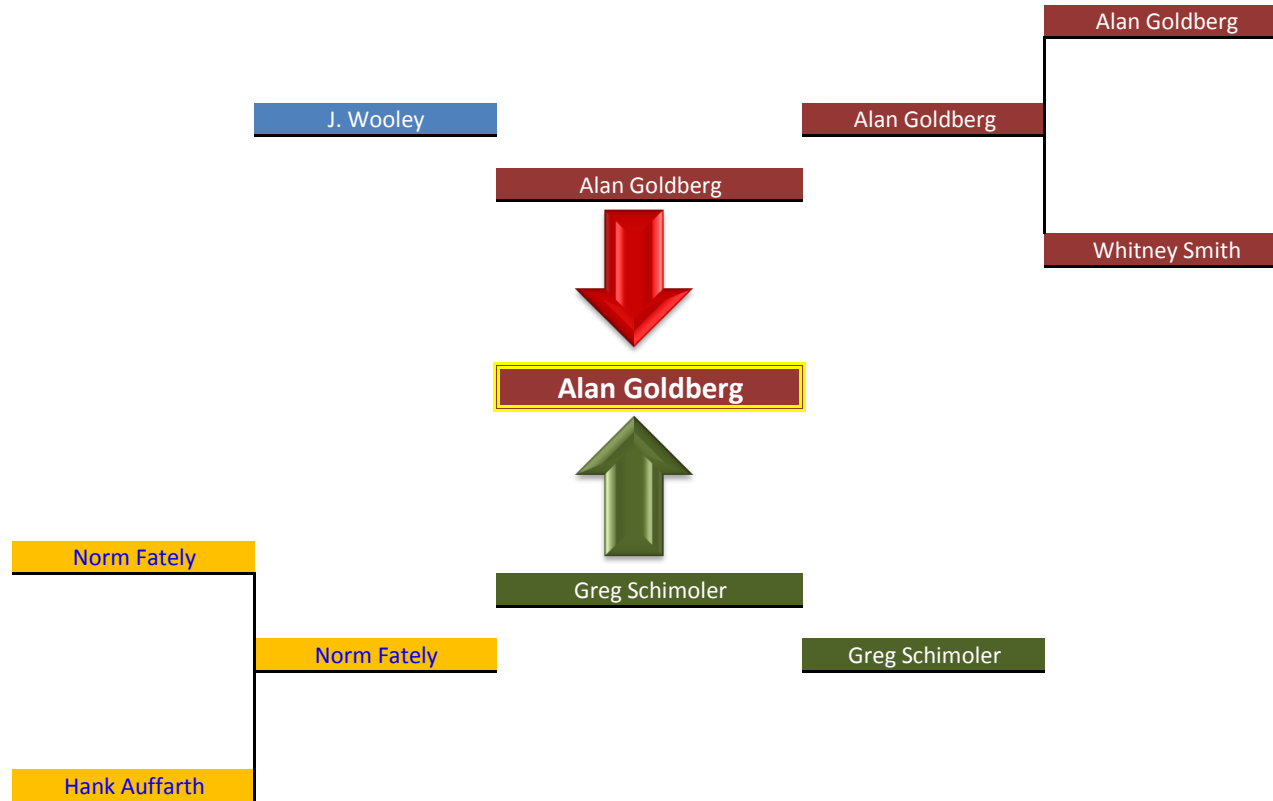 Alan Goldberg
J. Wooley
Alan Goldberg
Alan Goldberg
Whitney Smith
Alan Goldberg
Norm Fately
Greg Schimoler
Norm Fately
Greg Schimoler
Hank Auffarth